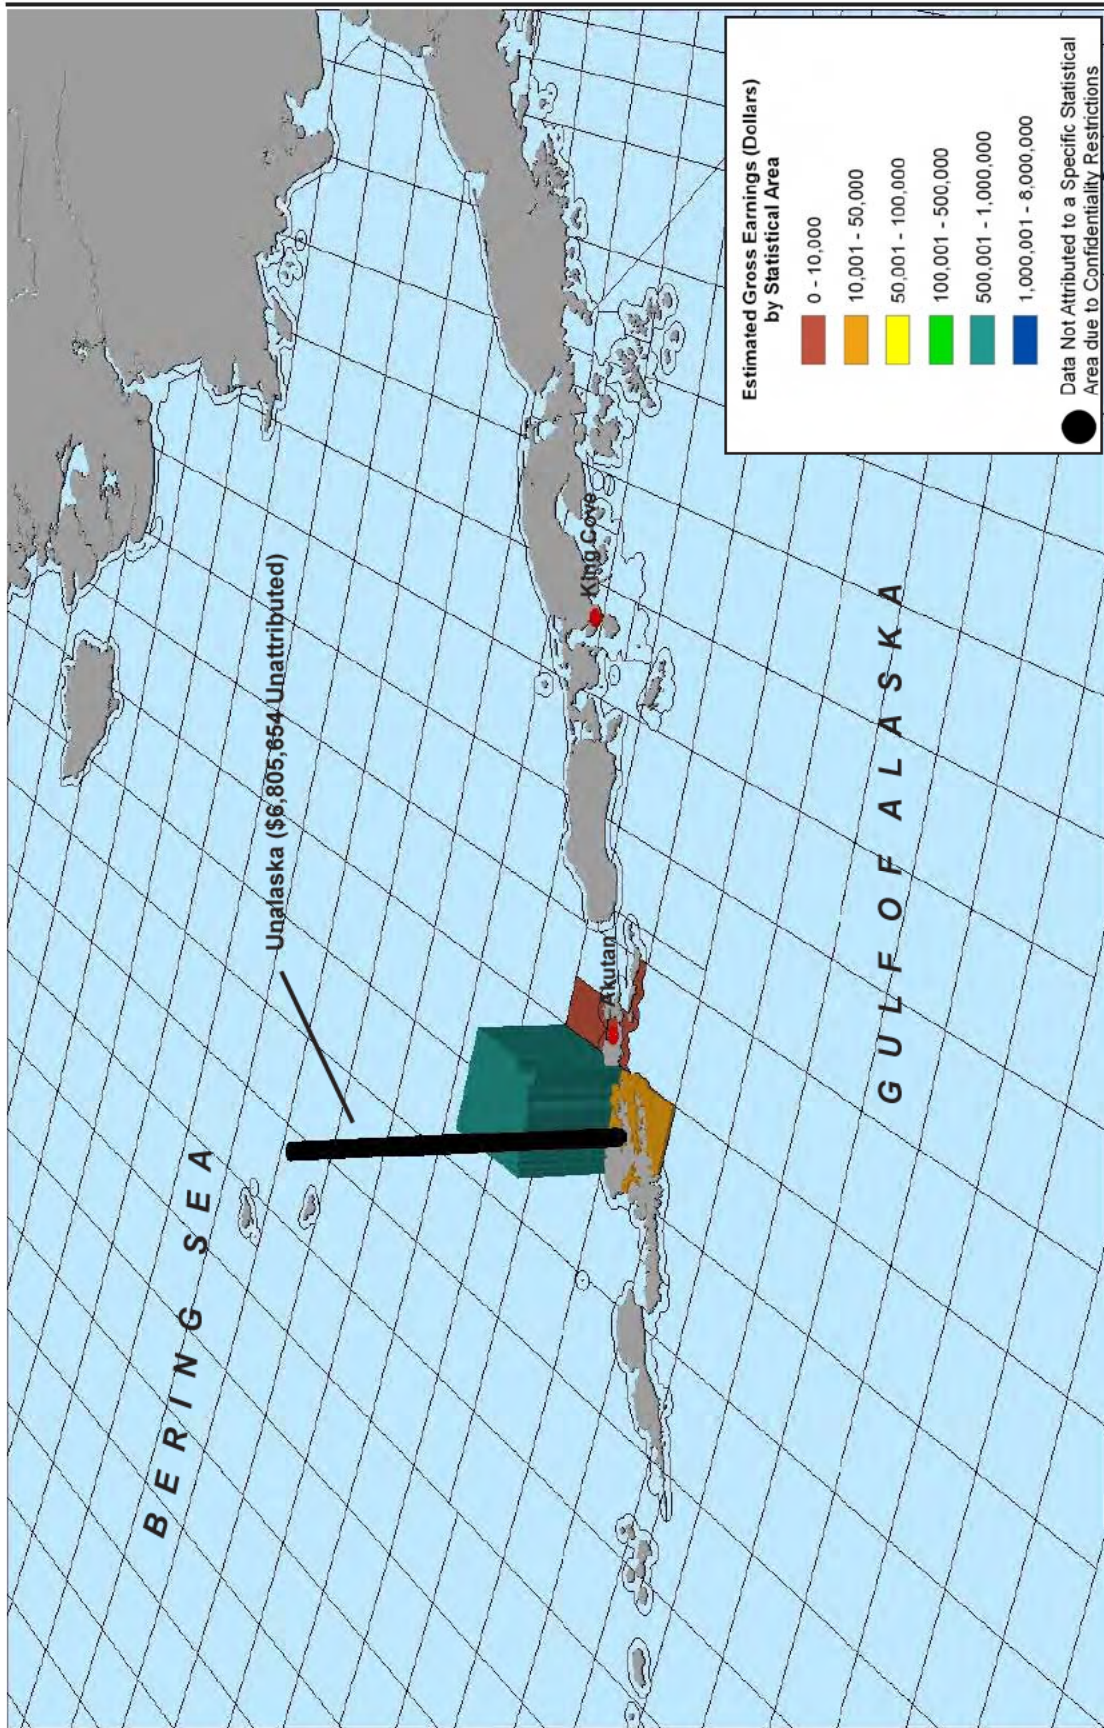 BERING SEA
Unalaska ($6,805,654 Unattributed)
Akutan
King Cove
GULF OF ALASKA
Estimated Gross Earnings (Dollars)
by Statistical Area
0 - 10,000
10,001 - 50,000
50,001 - 100,000
100,001 - 500,000
500,001 - 1,000,000
1,000,001 - 8,000,000
Data Not Attributed to a Specific Statistical
Area due to Confidentiality Restrictions